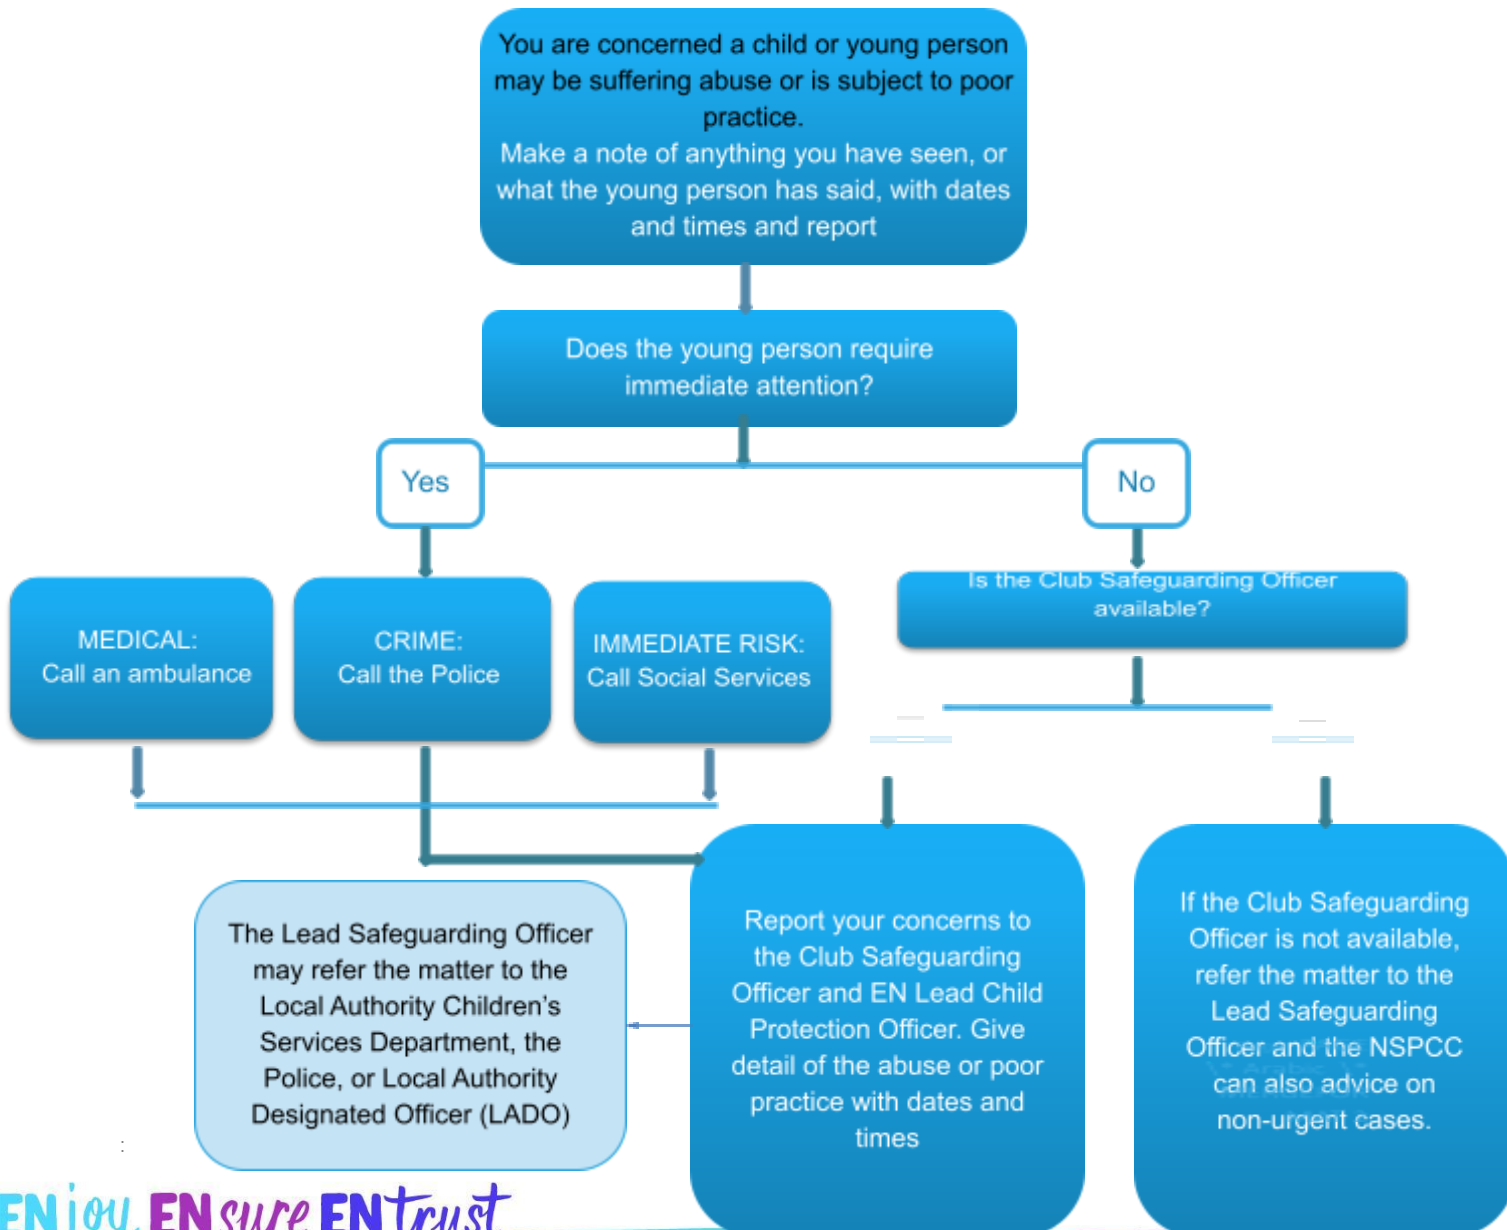 You are concerned a child or young person
may be suffering abuse or is subject to poor
practice.
Make a note of anything you have seen, or
what the young person has said, with dates
and times and report
Does the young person require
immediate attention?
Yes
No
MEDICAL:
Call an ambulance
CRIME:
Call the Police
IMMEDIATE RISK:
Call Social Services
Is the Club Safeguarding Officer
available?
The Lead Safeguarding Officer
may refer the matter to the
Local Authority Children's
Services Department, the
Police, or Local Authority
Designated Officer (LADO)
Report your concerns to
the Club Safeguarding
Officer and EN Lead Child
Protection Officer. Give
detail of the abuse or poor
practice with dates and
times
If the Club Safeguarding
Officer is not available,
refer the matter to the
Lead Safeguarding
Officer and the NSPCC
can also advice on
non-urgent cases.
:
ENjoy, ENsure ENtrust